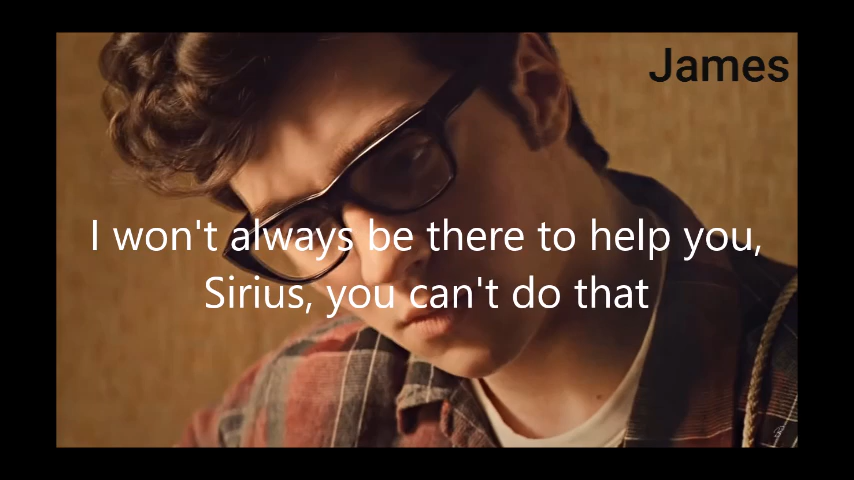 James
I won't always be there to help you,
Sirius, you can't do that